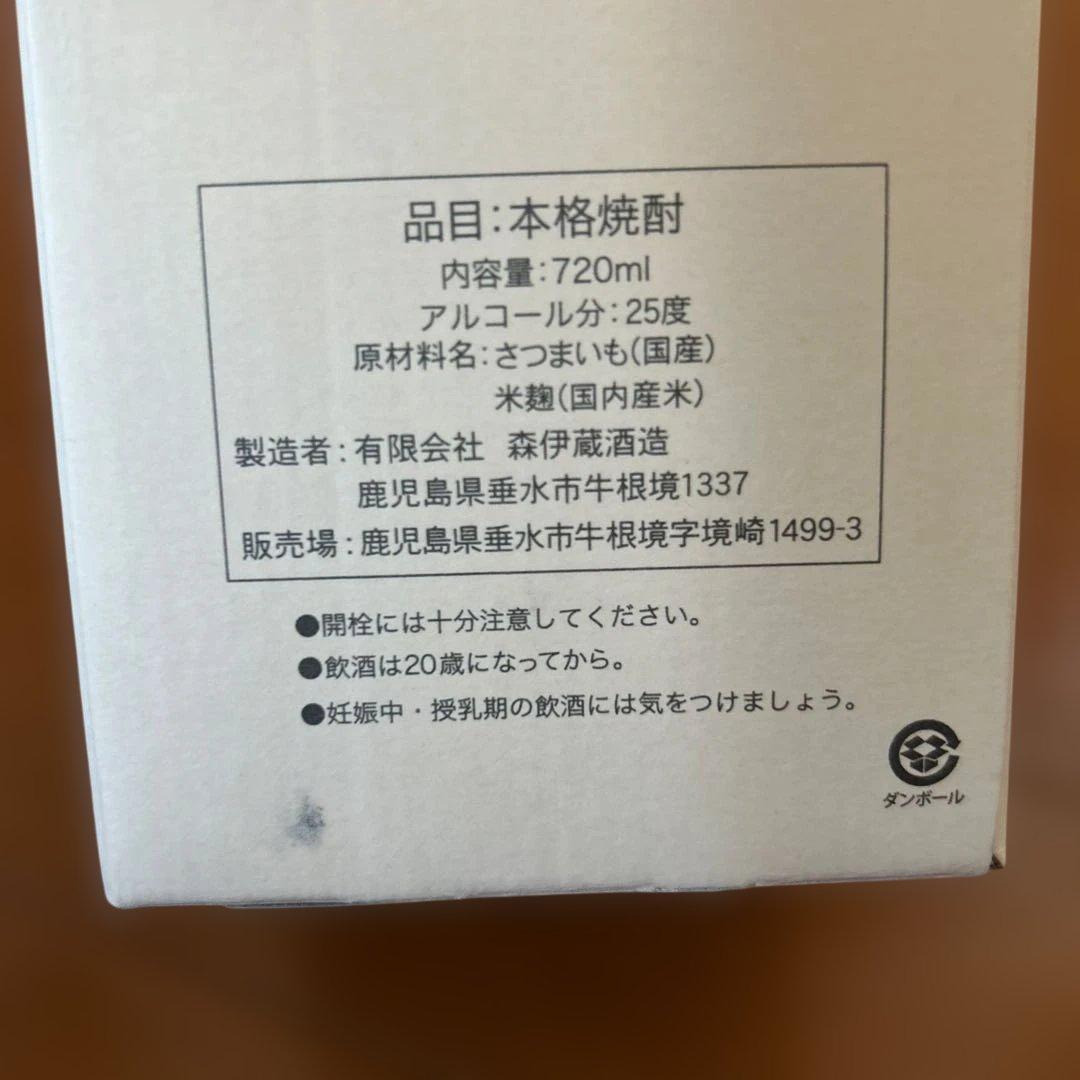 品目：本格焼酎
内容量：720ml
アルコール分：25度
原材料名：さつまいも（国産）
米麹（国内産米）
製造者：有限会社　森伊蔵酒造
鹿児島県垂水市牛根境1337
販売場：鹿児島県垂水市牛根境字境崎1499-3
●開栓には十分注意してください。
●飲酒は20歳になってから。
●妊娠中・授乳期の飲酒には気をつけましょう。
ダンボール